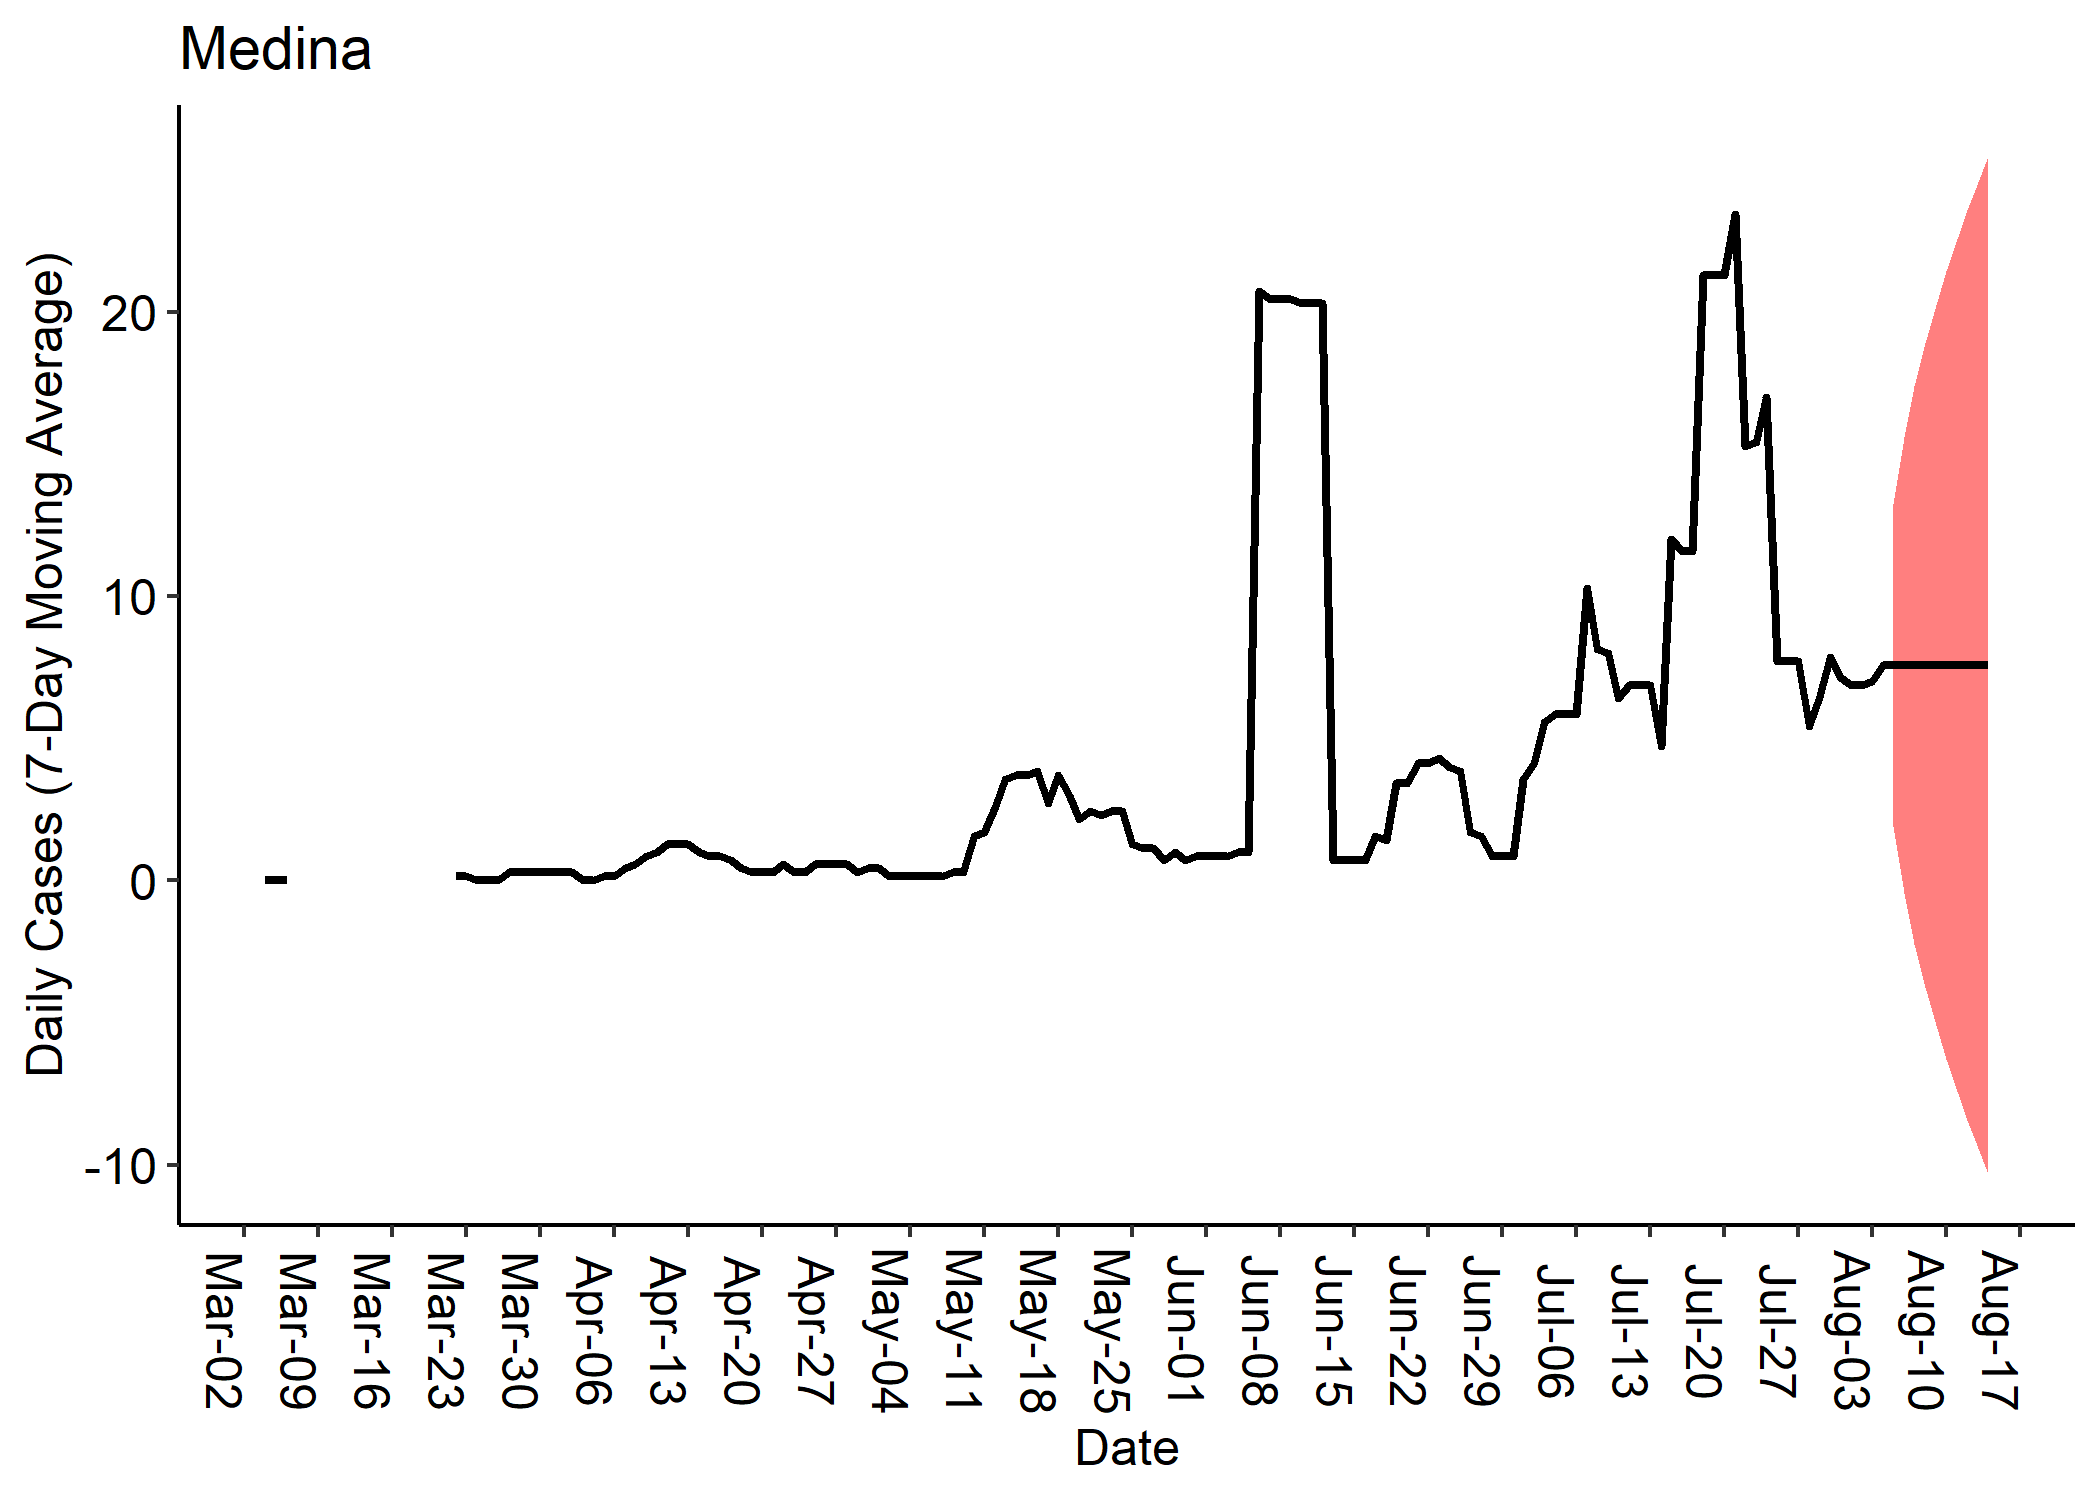 Medina
Daily Cases (7-Day Moving Average)
20
10
0
-10
Mar-02
Mar-09
Mar-16
Mar-23
Mar-30
Apr-06
Apr-13
Apr-20
Apr-27
May-04
May-11
May-18
May-25
Jun-01
Jun-08
Jun-15
Jun-22
Jun-29
Jul-06
Jul-13
Jul-20
Jul-27
Aug-03
Aug-10
Aug-17
Date